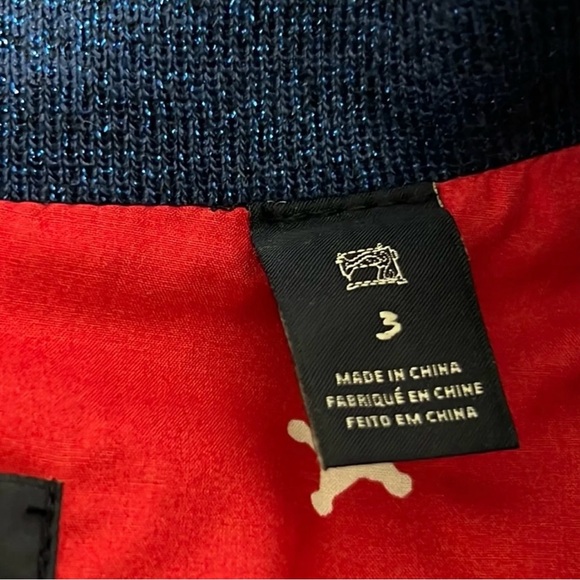 3
MADE IN CHINA
FABRIQUÉ EN CHINE
FEITO EM CHINA